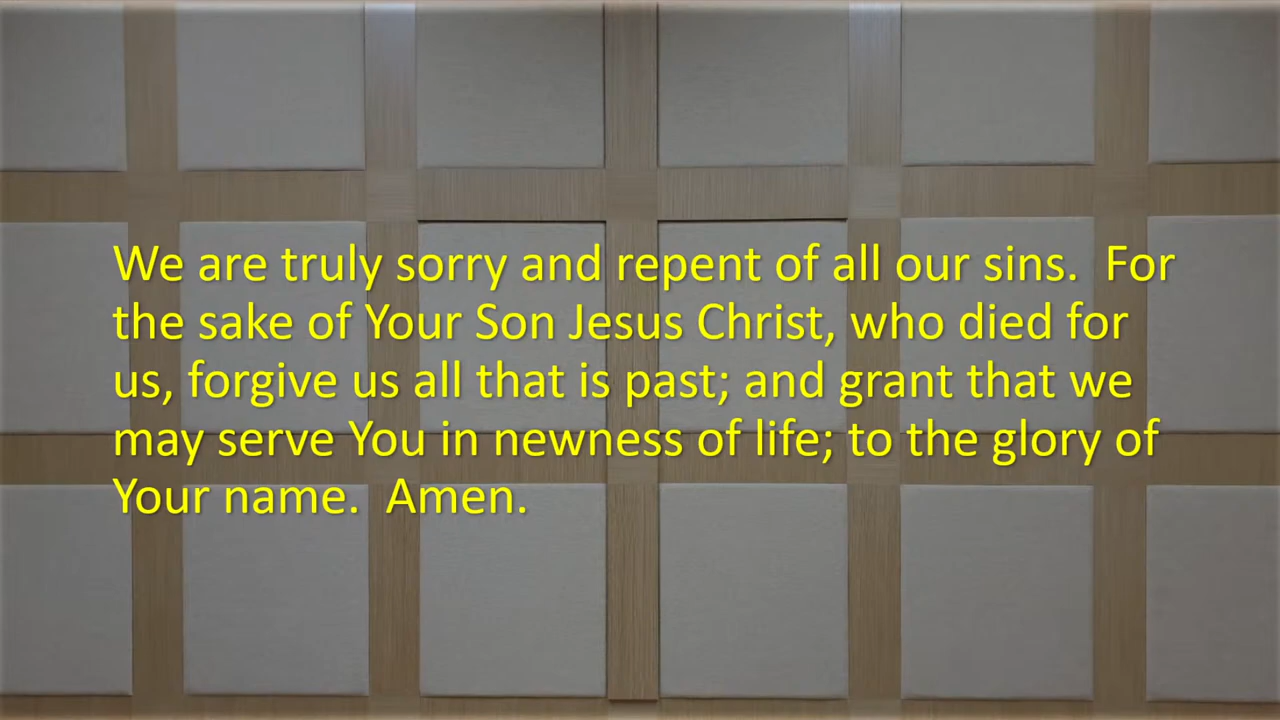 We are truly sorry and repent of all our sins.  For
the sake of Your Son Jesus Christ, who died for
us, forgive us all that is past; and grant that we
may serve You in newness of life; to the glory of
Your name.  Amen.